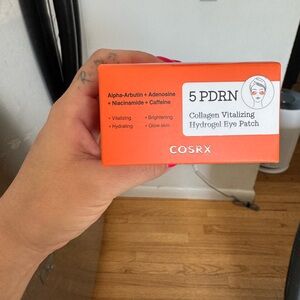 Alpha-Arbutin + Adenosine
+ Niacinamide + Caffeine
• Vitalizing
• Brightening
• Hydrating
• Glow skin
5 PDRN
Collagen Vitalizing
Hydrogel Eye Patch
COSRX